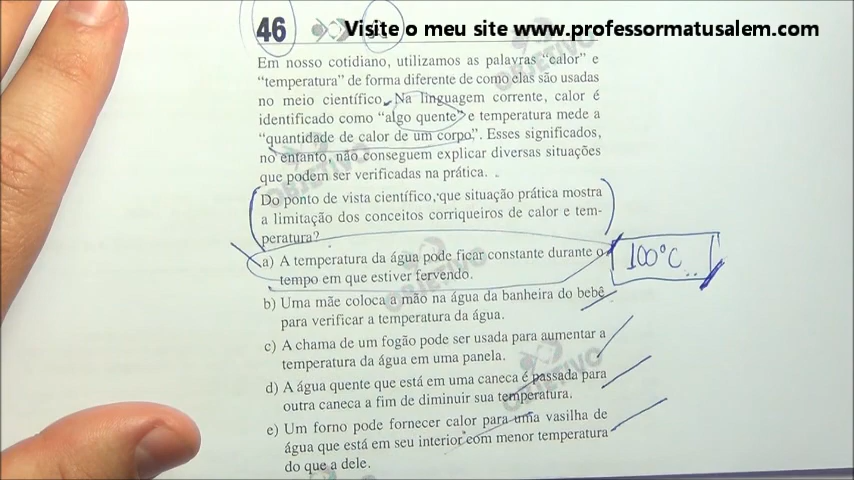 46
Visite o meu site www.professormatusalem.com
Em nosso cotidiano, utilizamos as palavras “calor” e
“temperatura” de forma diferente de como elas são usadas
no meio científico. Na linguagem corrente, calor é
identificado como “algo quente” e temperatura mede a
“quantidade de calor de um corpo”. Esses significados,
no entanto, não conseguem explicar diversas situações
que podem ser verificadas na prática.
Do ponto de vista científico, que situação prática mostra
a limitação dos conceitos corriqueiros de calor e tem-
peratura?
a) A temperatura da água pode ficar constante durante o
tempo em que estiver fervendo.
100°C
b) Uma mãe coloca a mão na água da banheira do bebê
para verificar a temperatura da água.
c) A chama de um fogão pode ser usada para aumentar a
temperatura da água em uma panela.
d) A água quente que está em uma caneca é passada para
outra caneca a fim de diminuir sua temperatura.
e) Um forno pode fornecer calor para uma vasilha de
água que está em seu interior com menor temperatura
do que a dele.
OBJETIVO
OBJETIVO
OBJETIVO
OBJETIVO